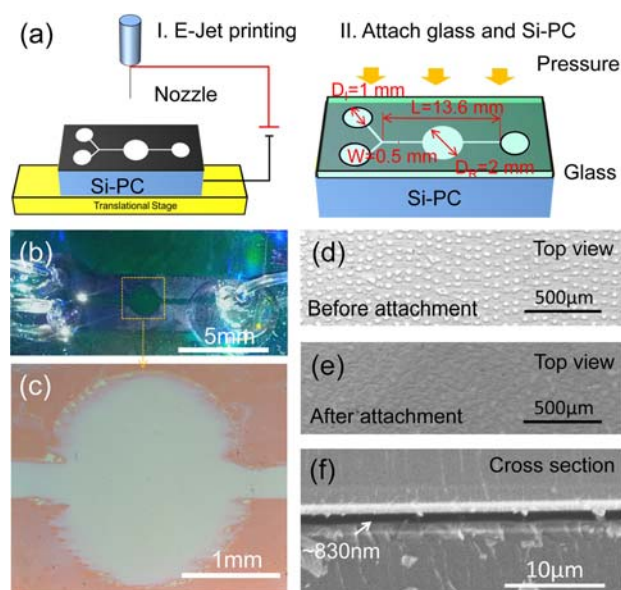 (a)
I. E-Jet printing
II. Attach glass and Si-PC
Nozzle
Pressure
Si-PC
Translational Stage
D_I=1 mm
L=13.6 mm
W=0.5 mm
D_R=2 mm
Glass
Si-PC
(b)
5mm
(c)
1mm
(d)
Top view
Before attachment
500μm
(e)
Top view
After attachment
500μm
(f)
Cross section
~830nm
10μm